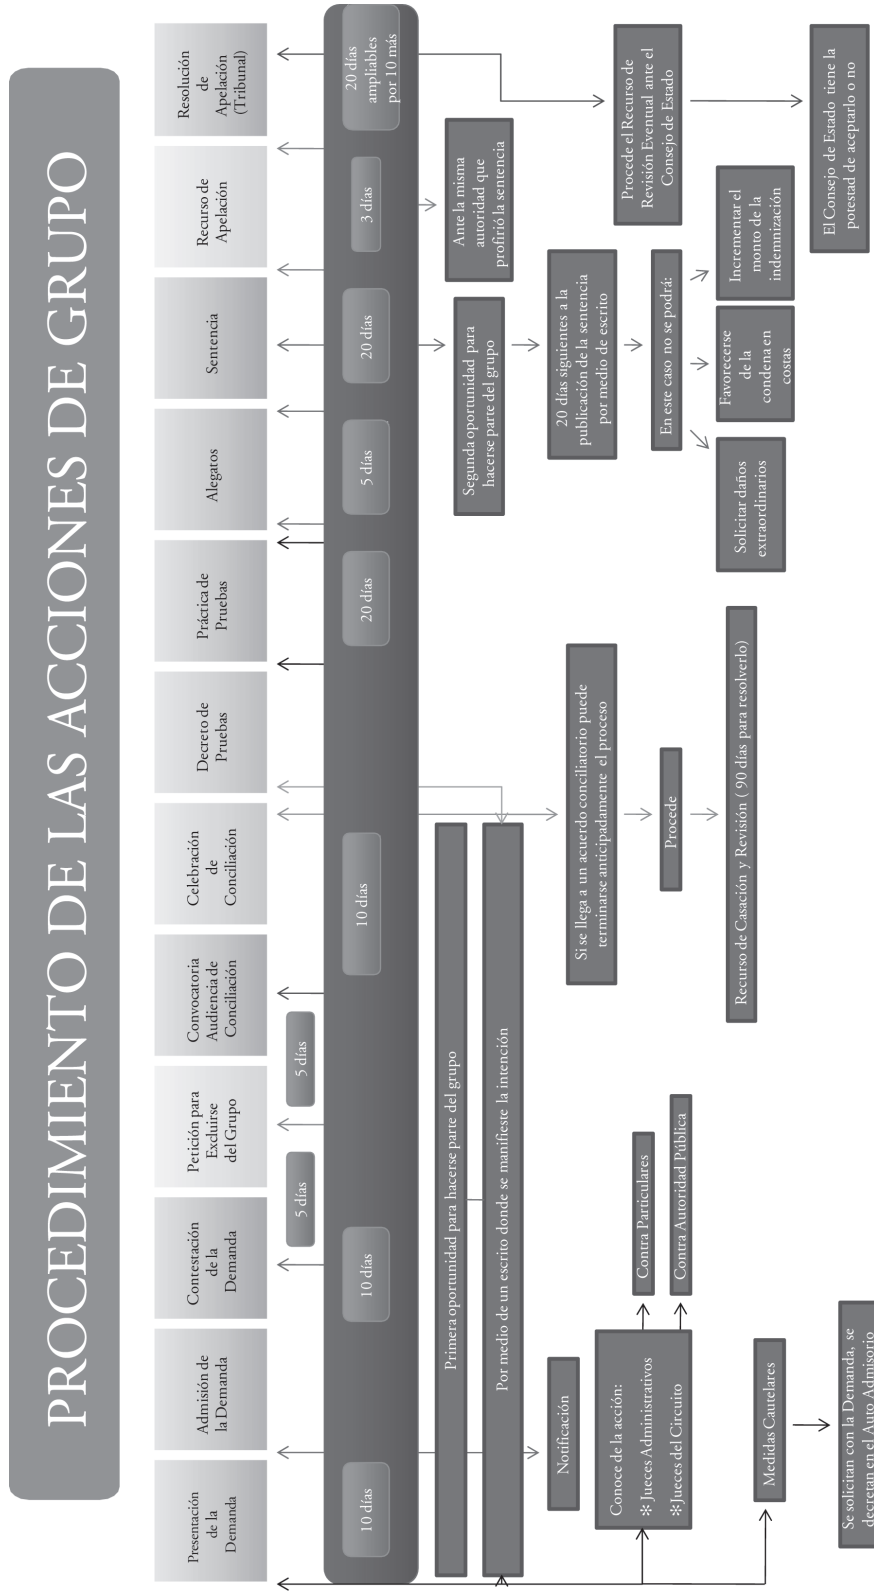 PROCEDIMIENTO DE LAS ACCIONES DE GRUPO
Presentación
de la
Demanda
Admisión de
la Demanda
Contestación
de la
Demanda
Petición para
Excluirse
del Grupo
Convocatoria
Audiencia de
Conciliación
Celebración
de
Conciliación
Decreto de
Pruebas
Práctica de
Pruebas
Alegatos
Sentencia
Recurso de
Apelación
Resolución
de
Apelación
(Tribunal)
5 días
5 días
10 días
10 días
10 días
20 días
5 días
20 días
3 días
20 días
ampliables
por 10 más
Primera oportunidad para hacerse parte del grupo
Por medio de un escrito donde se manifieste la intención
Notificación
Conoce de la acción:
✻ Jueces Administrativos
✻ Jueces del Circuito
Contra Particulares
Contra Autoridad Pública
Medidas Cautelares
Se solicitan con la Demanda, se
decretan en el Auto Admisorio
Si se llega a un acuerdo conciliatorio puede
terminarse anticipadamente el proceso
Procede
Recurso de Casación y Revisión ( 90 días para resolverlo)
Segunda oportunidad para
hacerse parte del grupo
20 días siguientes a la
publicación de la sentencia
por medio de escrito
En este caso no se podrá:
Solicitar daños
extraordinarios
Favorecerse
de la
condena en
costas
Incrementar el
monto de la
indemnización
Ante la misma
autoridad que
profirió la sentencia
Procede el Recurso de
Revisión Eventual ante el
Consejo de Estado
El Consejo de Estado tiene la
potestad de aceptarlo o no